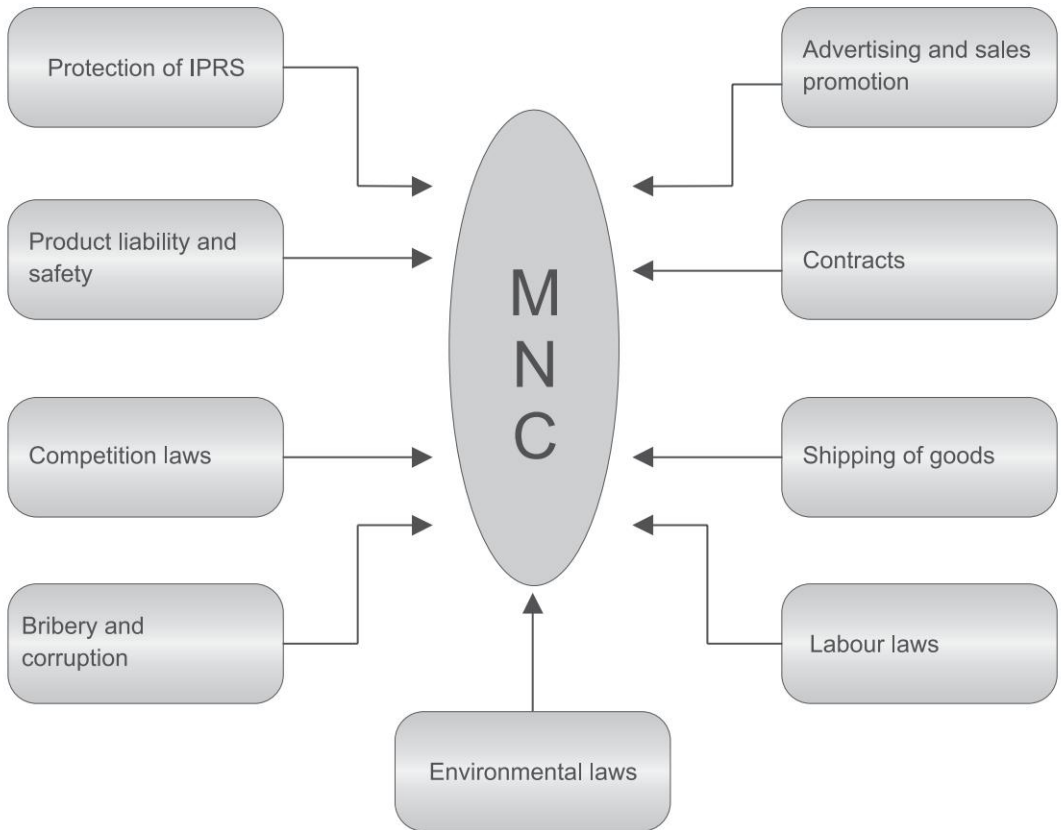 Protection of IPRS
Advertising and sales
promotion
Product liability and
safety
Contracts
M
N
C
Competition laws
Shipping of goods
Bribery and
corruption
Labour laws
Environmental laws